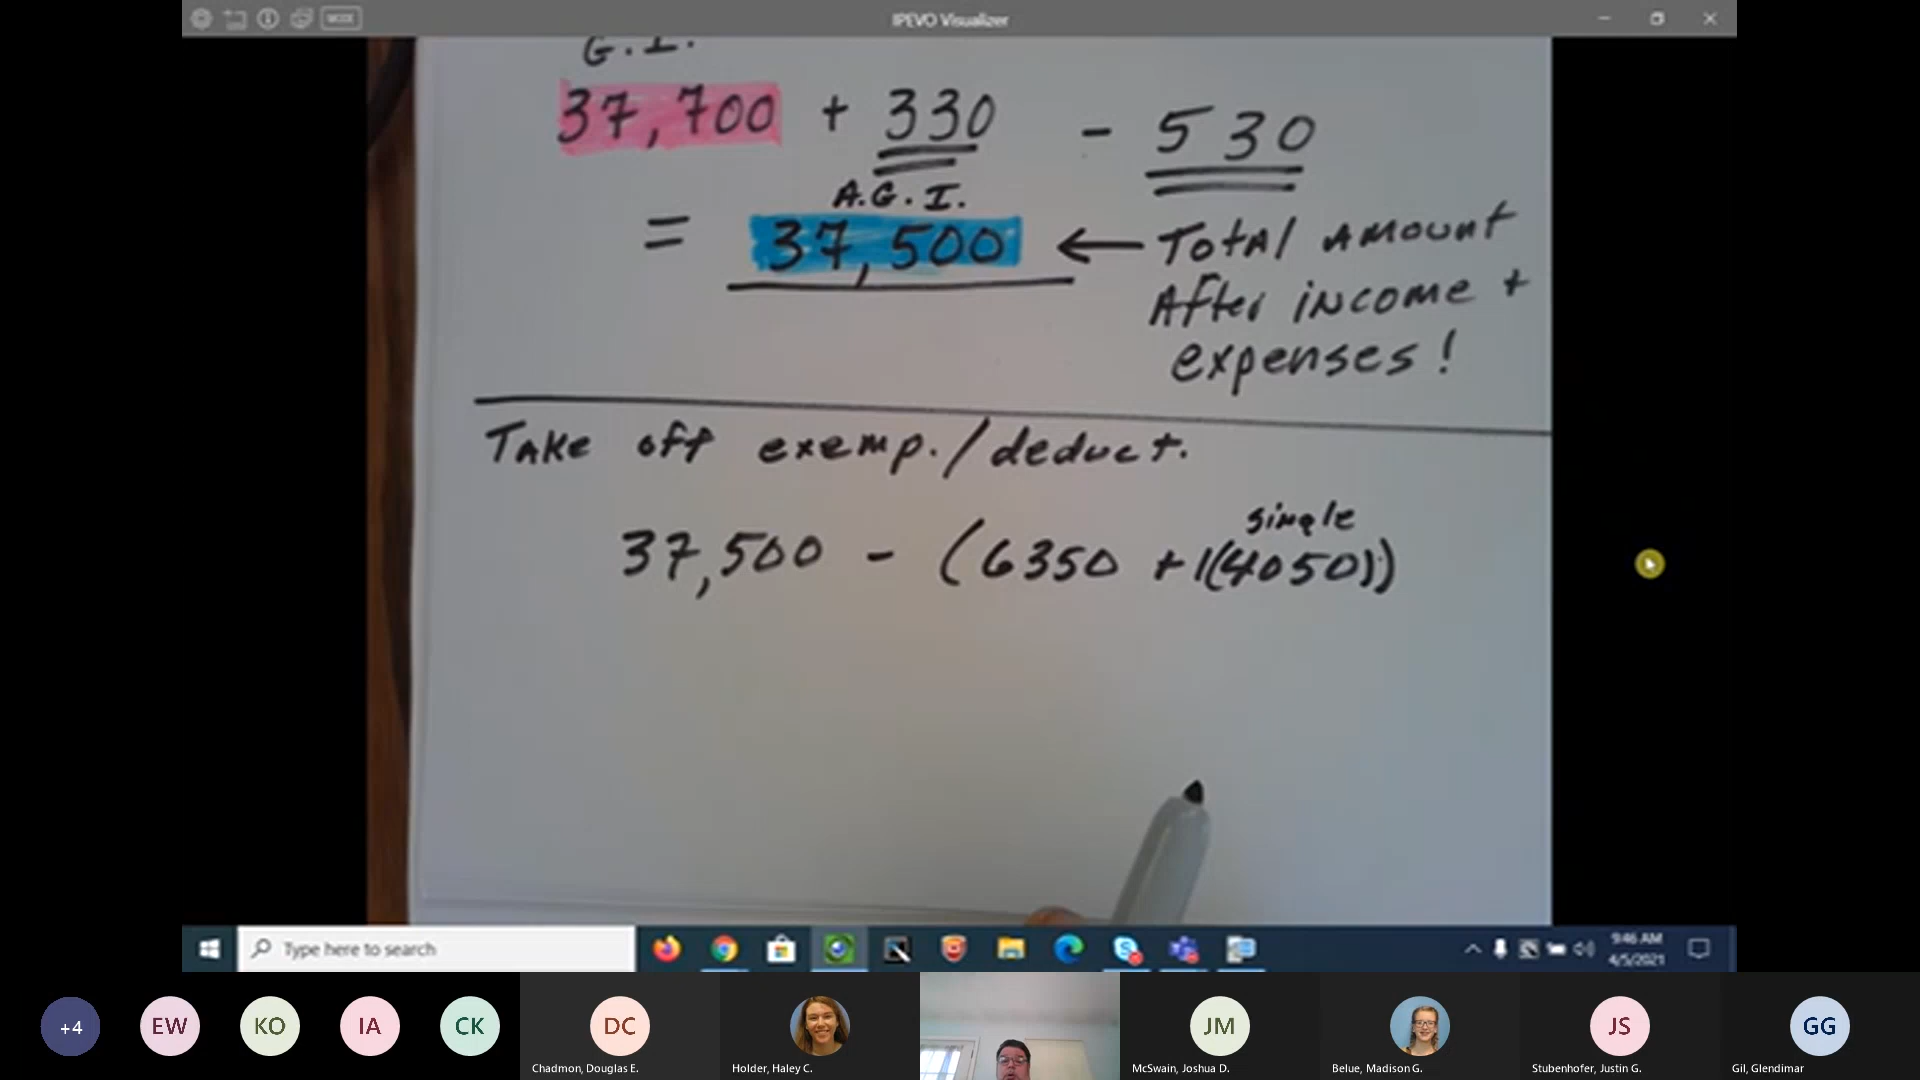 IPEVO Visualizer
MODE
G.I.
37,700 + 330 - 530
A.G.I.
= 37,500 ← Total amount
After income +
expenses!
Take off exemp./deduct.
single
37,500 - (6350 + 1(4050))
Type here to search
9:46 AM
4/5/2021
+4
EW
KO
IA
CK
DC
JM
JS
GG
Chadmon, Douglas E.
Holder, Haley C.
McSwain, Joshua D.
Belue, Madison G.
Stubenhofer, Justin G.
Gil, Glendimar